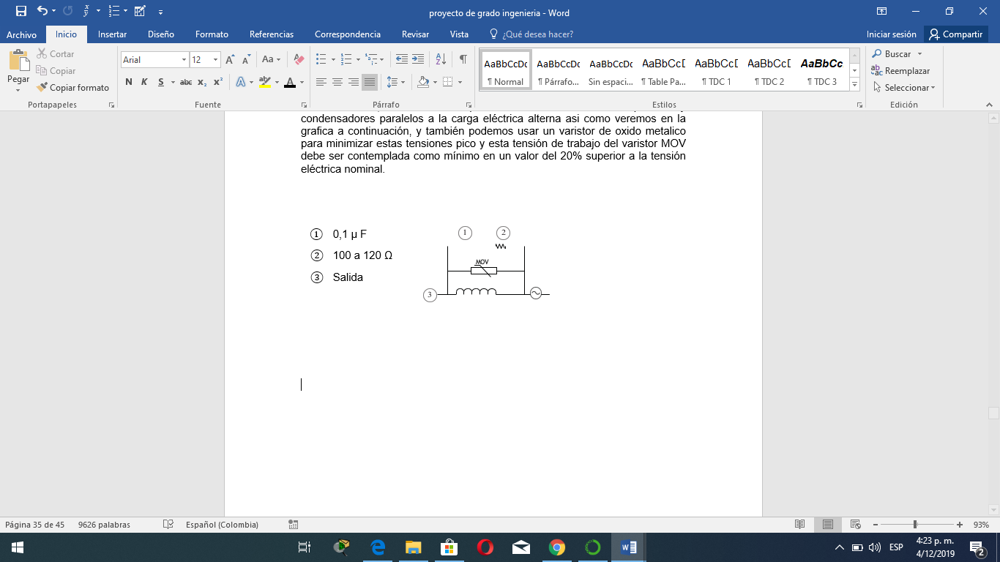 proyecto de grado ingenieria - Word
Archivo Inicio Insertar Diseño Formato Referencias Correspondencia Revisar Vista ¿Qué desea hacer? Iniciar sesión Compartir
Pegar
Cortar
Copiar
Copiar formato
Portapapeles
Arial 12 Aa
N K S abc x₂ x² A A
Fuente
Párrafo
AaBbCcDc AaBbCcDc AaBbCcDc AaBbCcD AaBbCcD AaBbCcD AaBbCc
¶ Normal ¶ Párrafo... Sin espaci... ¶ Table Pa... ¶ TDC 1 ¶ TDC 2 ¶ TDC 3
Estilos
Buscar
Reemplazar
Seleccionar
Edición
condensadores paralelos a la carga eléctrica alterna asi como veremos en la
grafica a continuación, y también podemos usar un varistor de oxido metalico
para minimizar estas tensiones pico y esta tensión de trabajo del varistor MOV
debe ser contemplada como mínimo en un valor del 20% superior a la tensión
eléctrica nominal.
① 0,1 µ F
② 100 a 120 Ω
③ Salida
1 2
MOV
3
Página 35 de 45 9626 palabras Español (Colombia) 93%
ESP
4:23 p. m.
4/12/2019
2